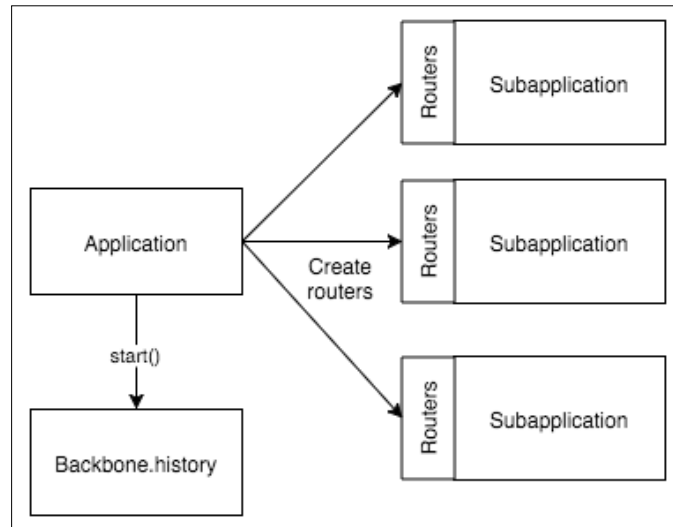 Routers
Subapplication
Application
Routers
Subapplication
Create
routers
start()
Routers
Subapplication
Backbone.history